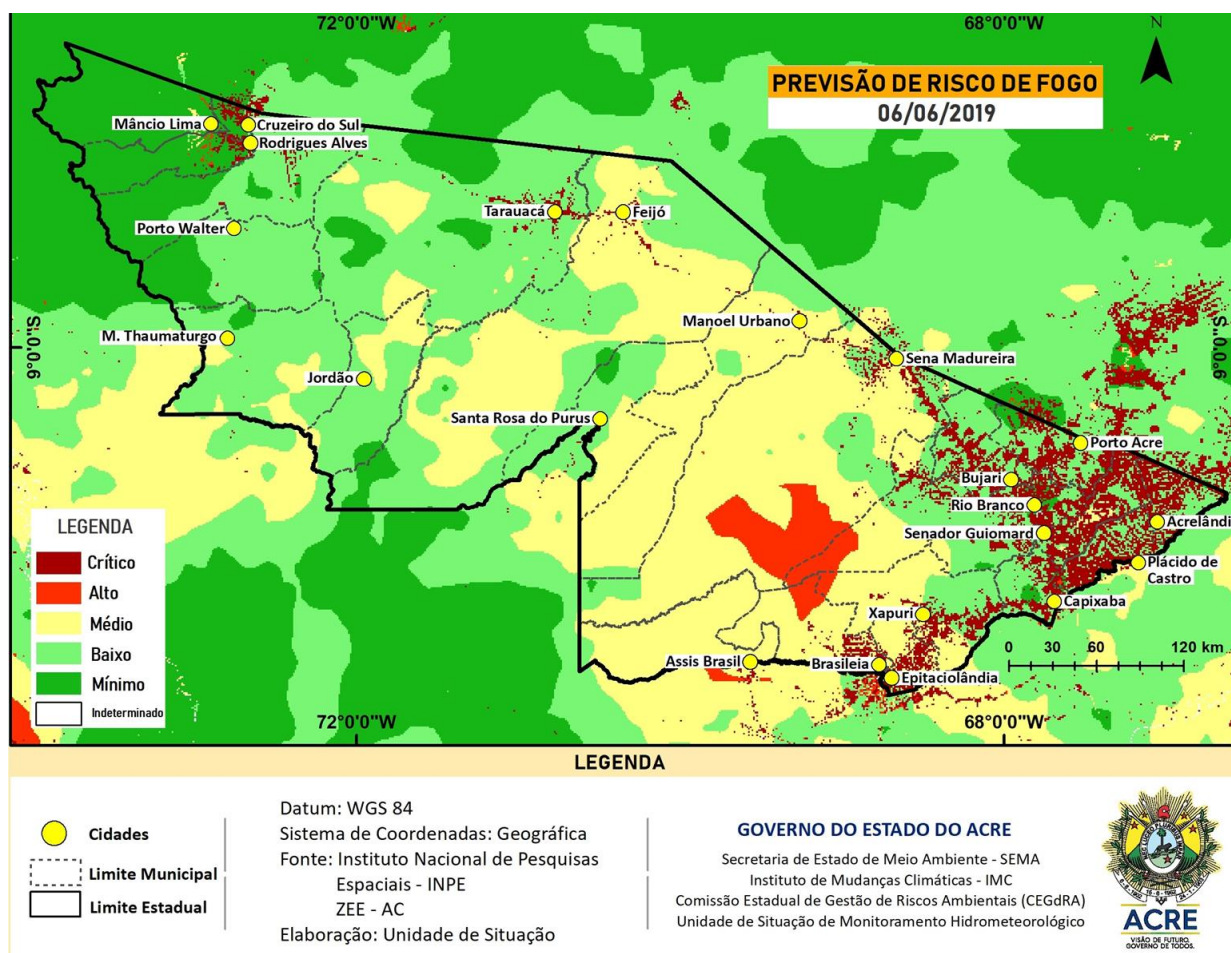 72°0'0"W
68°0'0"W
N
PREVISÃO DE RISCO DE FOGO
06/06/2019
Mâncio Lima
Cruzeiro do Sul
Rodrigues Alves
Tarauacá
Feijó
Porto Walter
M. Thaumaturgo
Manoel Urbano
9°0'0"S
9°0'0"S
Sena Madureira
Jordão
Santa Rosa do Purus
Porto Acre
Bujari
Rio Branco
Acrelândi
Senador Guiomard
Plácido de
Castro
Capixaba
Xapuri
Assis Brasil
Brasileia
Epitaciolândia
0 30 60 120 km
LEGENDA
Crítico
Alto
Médio
Baixo
Mínimo
Indeterminado
72°0'0"W
68°0'0"W
LEGENDA
Cidades
Limite Municipal
Limite Estadual
Datum: WGS 84
Sistema de Coordenadas: Geográfica
Fonte: Instituto Nacional de Pesquisas
Espaciais - INPE
ZEE - AC
Elaboração: Unidade de Situação
GOVERNO DO ESTADO DO ACRE
Secretaria de Estado de Meio Ambiente - SEMA
Instituto de Mudanças Climáticas - IMC
Comissão Estadual de Gestão de Riscos Ambientais (CEGdRA)
Unidade de Situação de Monitoramento Hidrometeorológico
ACRE
VISÃO DE FUTURO.
GOVERNO DE TODOS.